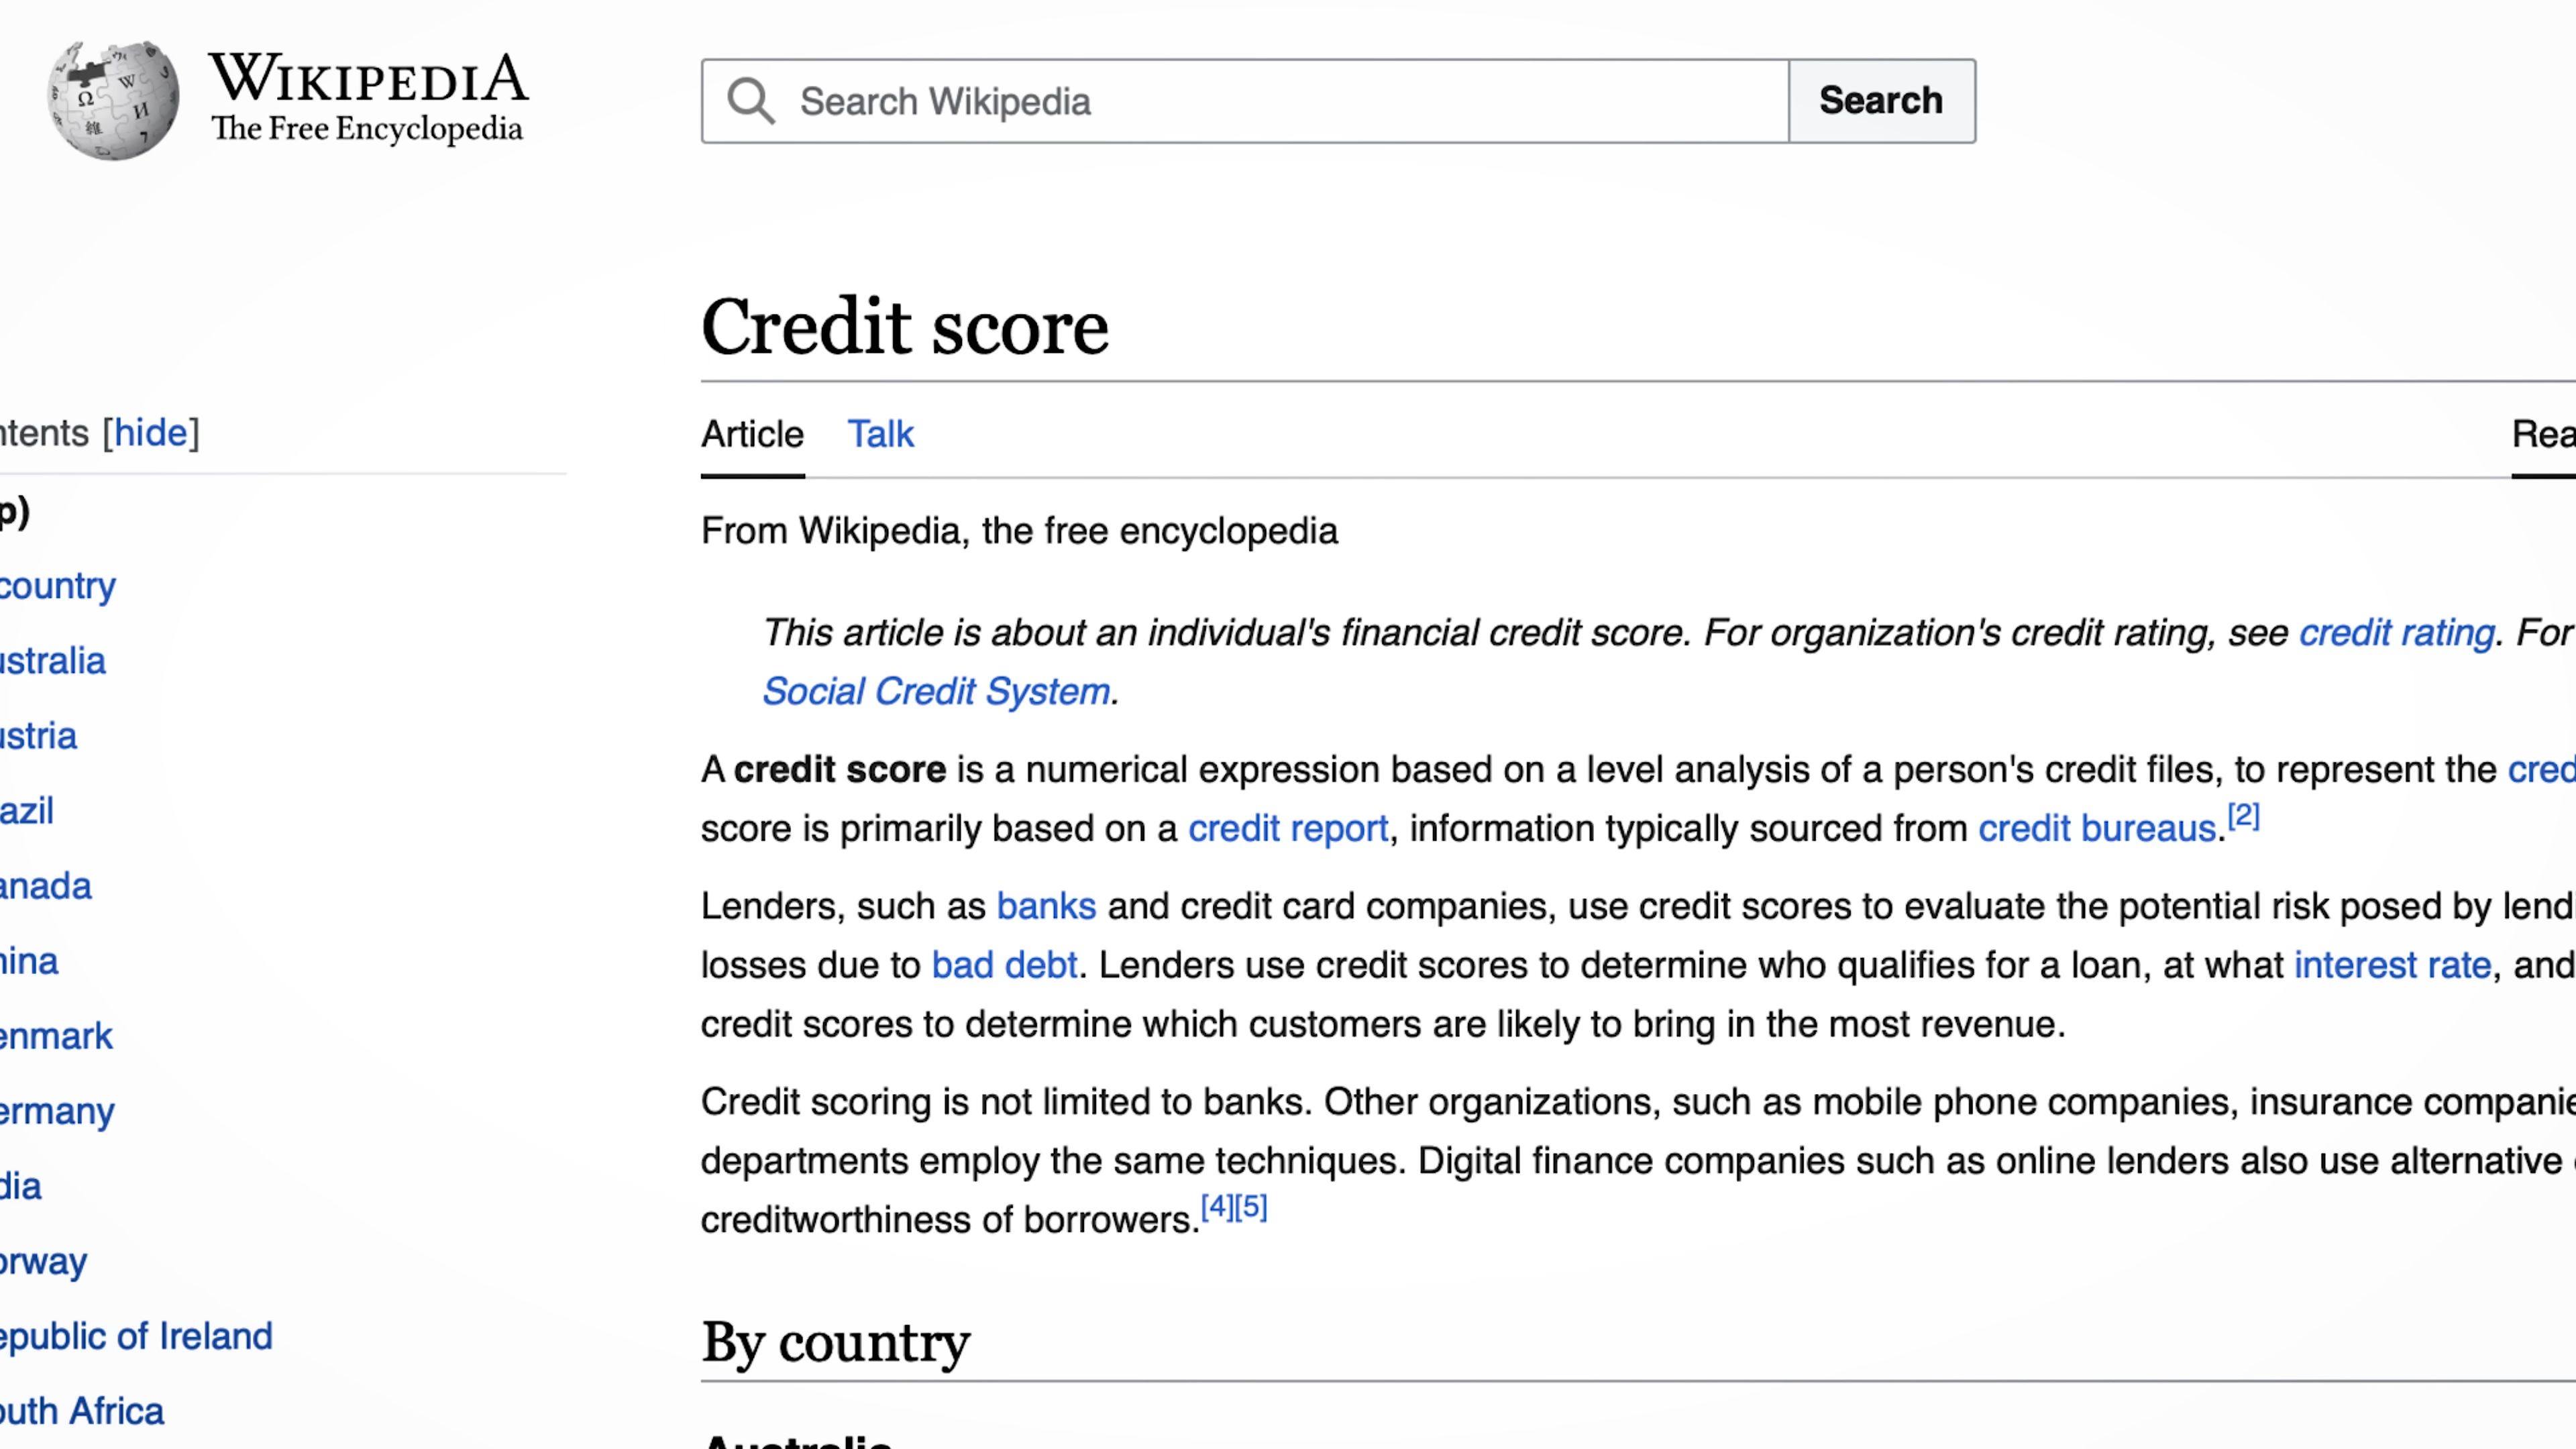 WIKIPEDIA
The Free Encyclopedia
Search Wikipedia
Search
Credit score
ntents [hide]
Article Talk
Rea
p)
From Wikipedia, the free encyclopedia
country
This article is about an individual's financial credit score. For organization's credit rating, see credit rating. For
ustralia
Social Credit System.
ustria
A credit score is a numerical expression based on a level analysis of a person's credit files, to represent the cred
azil
score is primarily based on a credit report, information typically sourced from credit bureaus.[2]
anada
Lenders, such as banks and credit card companies, use credit scores to evaluate the potential risk posed by lend
hina
losses due to bad debt. Lenders use credit scores to determine who qualifies for a loan, at what interest rate, and
enmark
credit scores to determine which customers are likely to bring in the most revenue.
ermany
Credit scoring is not limited to banks. Other organizations, such as mobile phone companies, insurance companie
dia
departments employ the same techniques. Digital finance companies such as online lenders also use alternative
orway
creditworthiness of borrowers.[4][5]
epublic of Ireland
By country
outh Africa
Australia